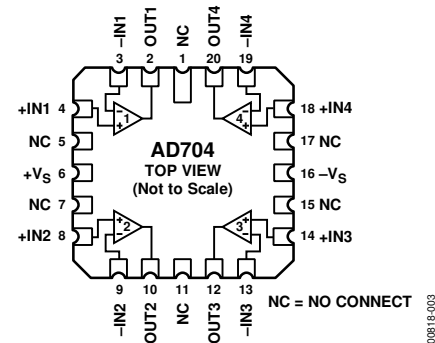 –IN1
OUT1
NC
OUT4
–IN4
3 2 1 20 19
+IN1 4
18 +IN4
1
–
+
4
–
+
NC 5
17 NC
AD704
+VS 6
TOP VIEW
16 –VS
(Not to Scale)
NC 7
15 NC
+IN2 8
14 +IN3
2
+
–
3
+
–
9 10 11 12 13
–IN2
OUT2
NC
OUT3
–IN3
NC = NO CONNECT
00818-003